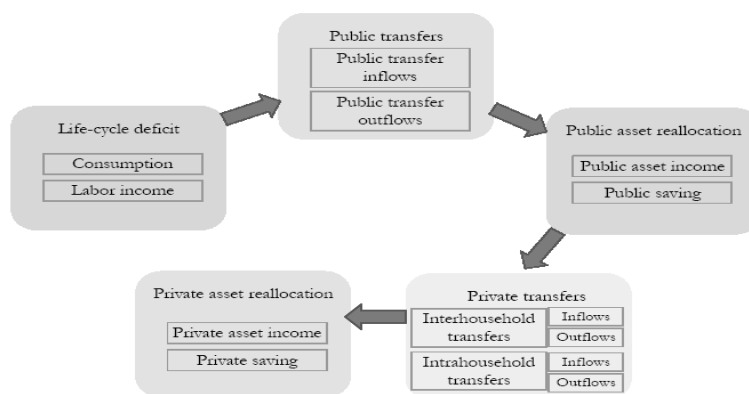 Public transfers
Public transfer
inflows
Public transfer
outflows
Life-cycle deficit
Consumption
Labor income
Public asset reallocation
Public asset income
Public saving
Private transfers
Interhousehold
transfers
Inflows
Outflows
Intrahousehold
transfers
Inflows
Outflows
Private asset reallocation
Private asset income
Private saving